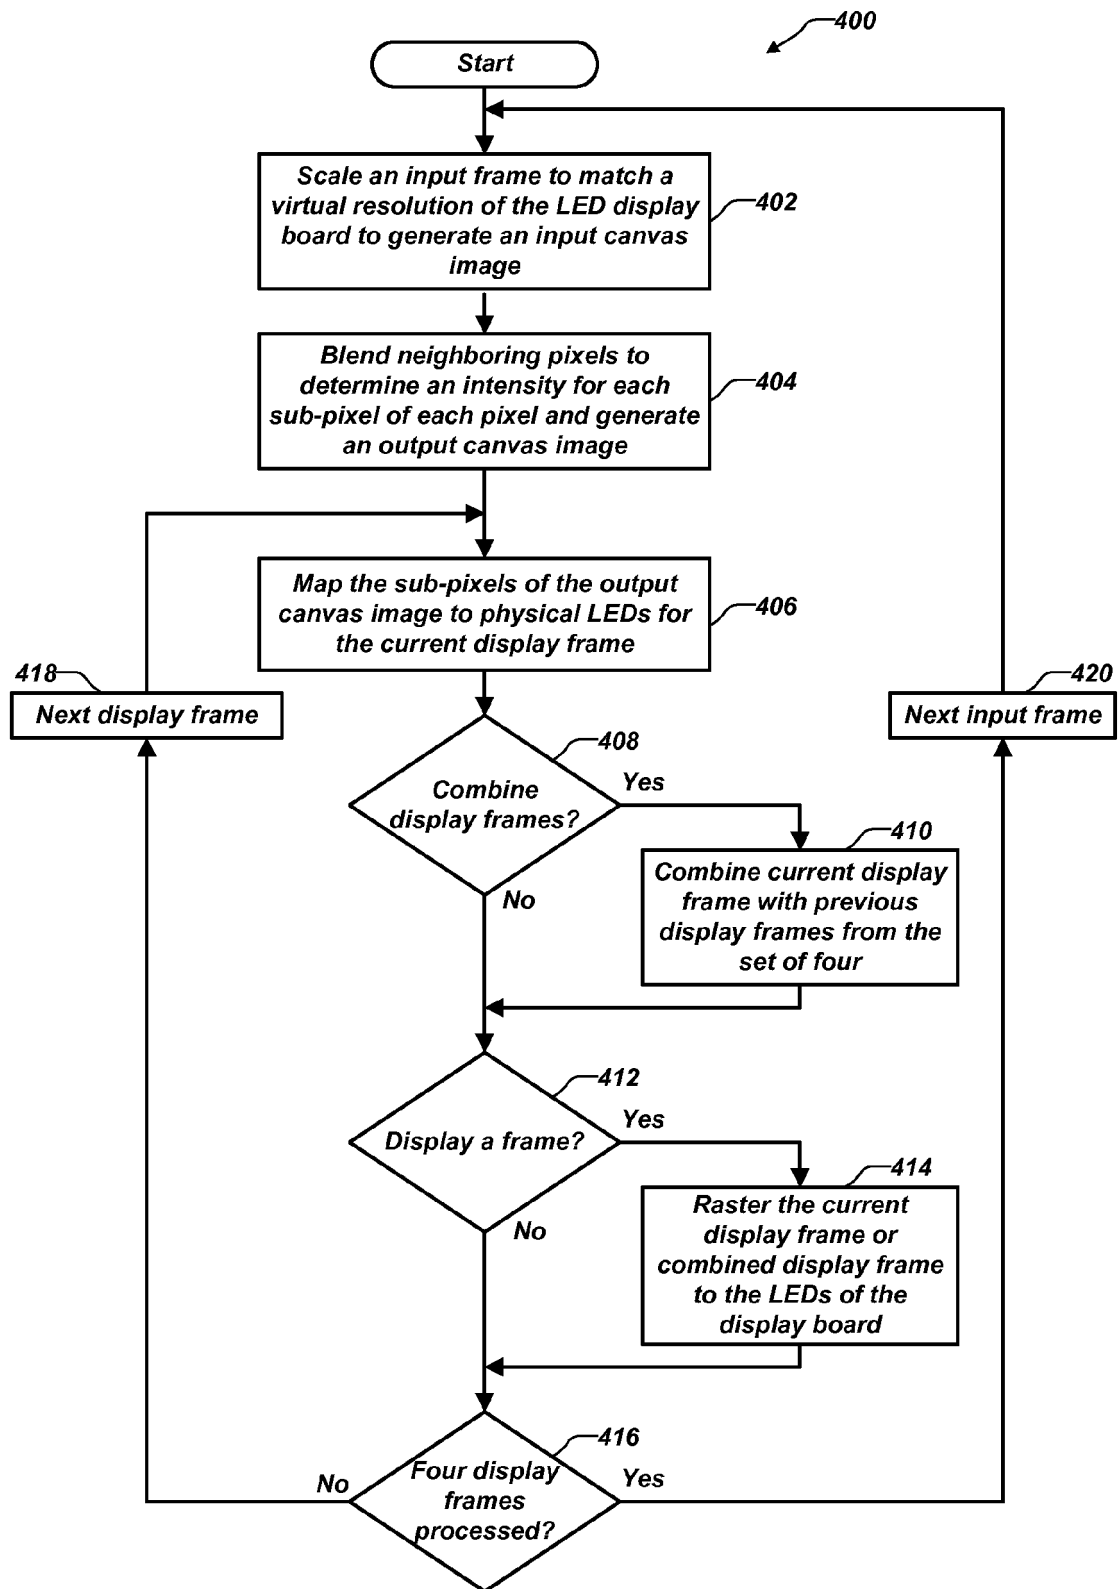 400
Start
Scale an input frame to match a
virtual resolution of the LED display
board to generate an input canvas
image
402
Blend neighboring pixels to
determine an intensity for each
sub-pixel of each pixel and generate
an output canvas image
404
Map the sub-pixels of the output
canvas image to physical LEDs for
the current display frame
406
418
Next display frame
420
Next input frame
408
Combine
display frames?
Yes
No
410
Combine current display
frame with previous
display frames from the
set of four
412
Display a frame?
Yes
No
414
Raster the current
display frame or
combined display frame
to the LEDs of the
display board
416
Four display
frames
processed?
No
Yes